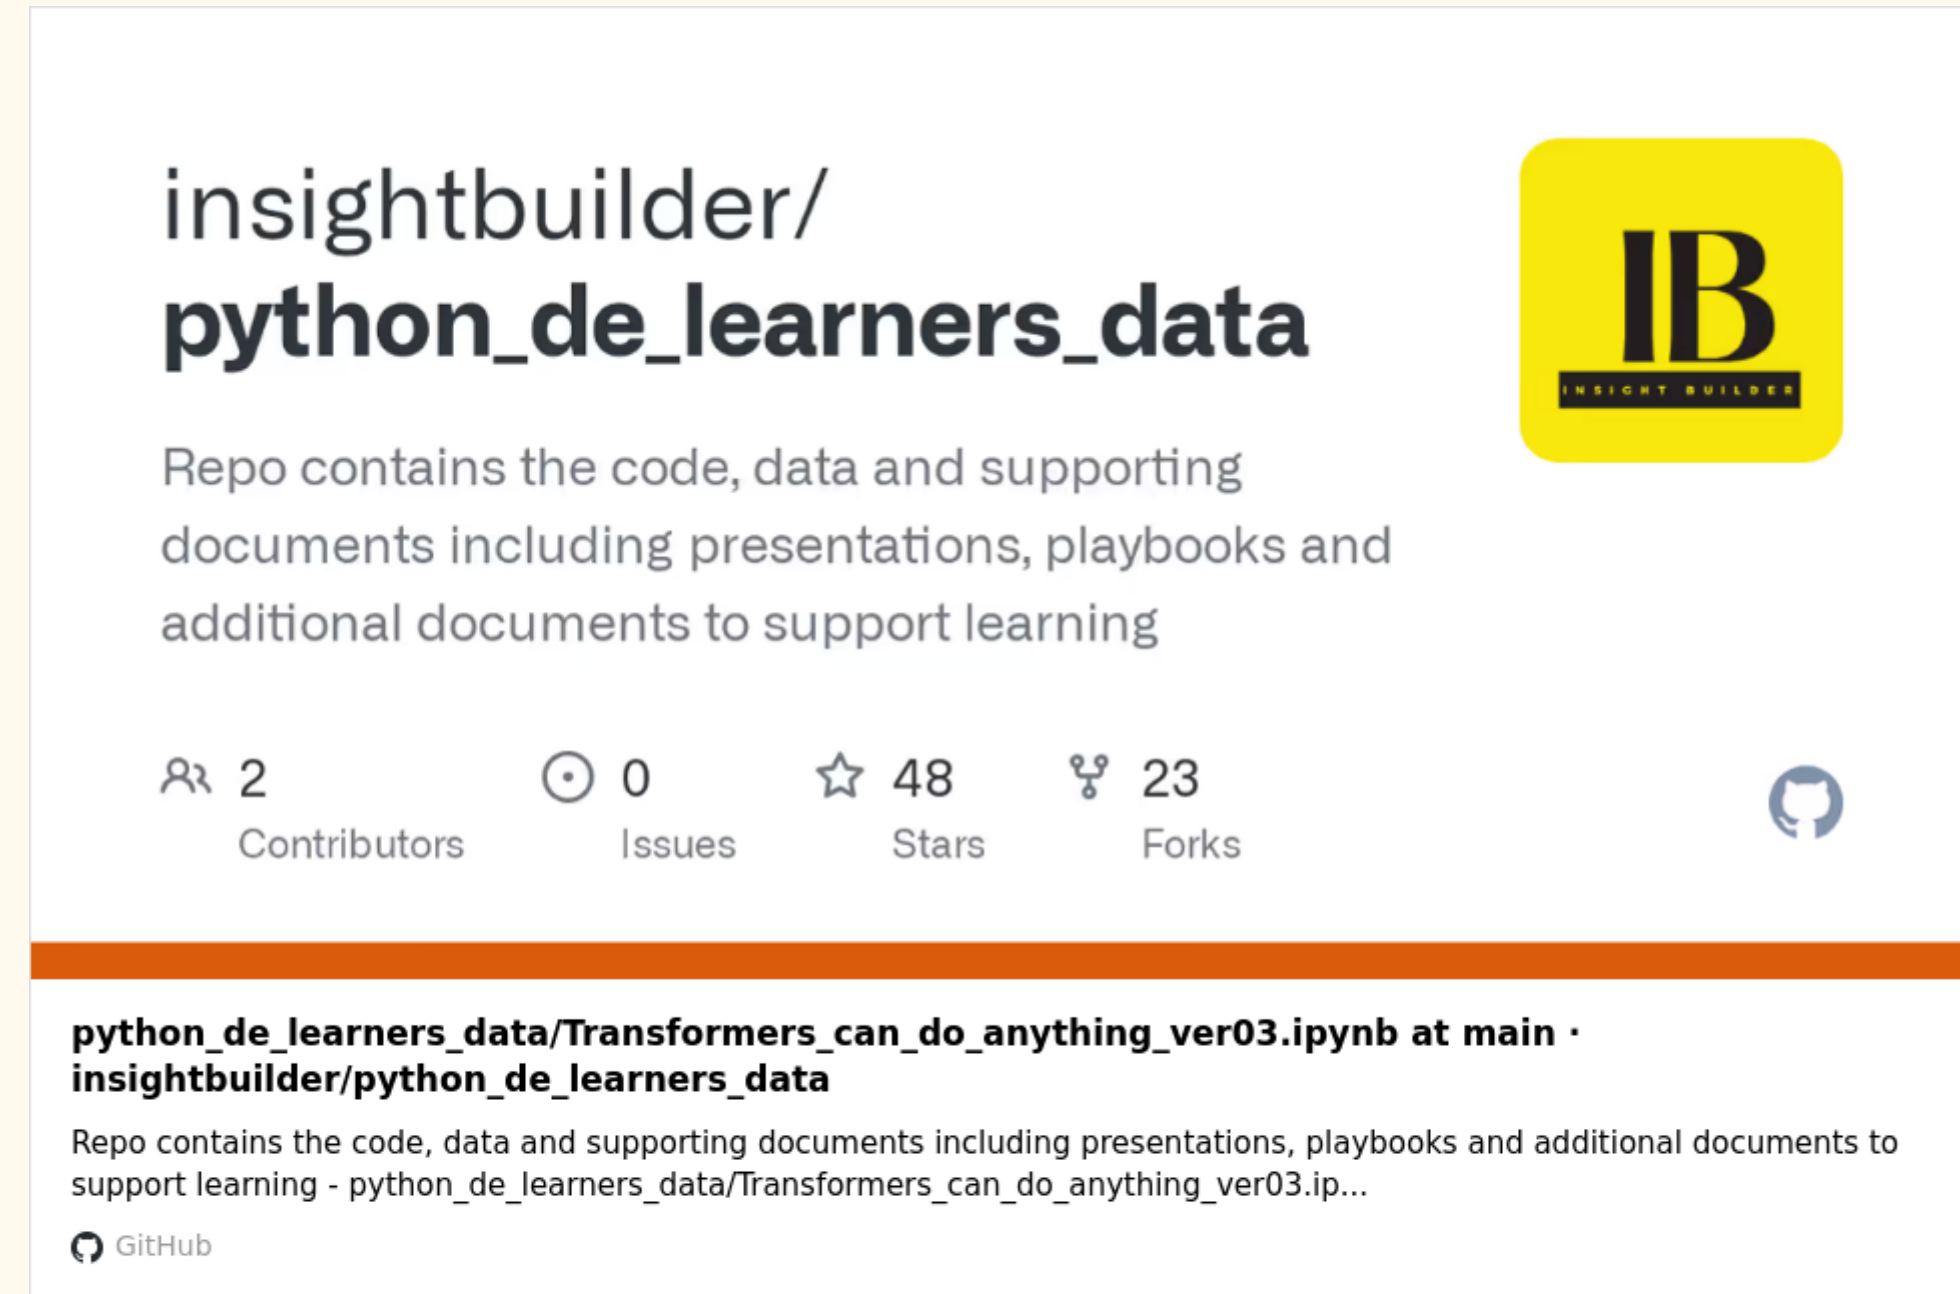 insightbuilder/
python_de_learners_data
IB
INSIGHT BUILDER
Repo contains the code, data and supporting
documents including presentations, playbooks and
additional documents to support learning
2
Contributors
0
Issues
48
Stars
23
Forks
python_de_learners_data/Transformers_can_do_anything_ver03.ipynb at main ·
insightbuilder/python_de_learners_data
Repo contains the code, data and supporting documents including presentations, playbooks and additional documents to
support learning - python_de_learners_data/Transformers_can_do_anything_ver03.ip...
GitHub